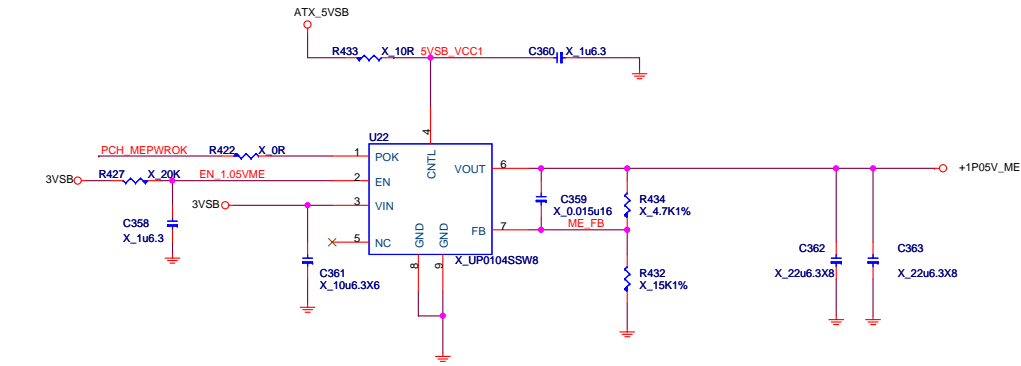 ATX_5VSB
R433 X_10R 5VSB_VCC1 C360 X_1u6.3
U22
4
PCH_MEPWROK R422 X_0R 1 POK CNTL VOUT 6 +1P05V_ME
3VSB R427 X_20K EN_1.05VME 2 EN
3VSB 3 VIN
C359 R434
X_0.015u16 X_4.7K1%
C358
X_1u6.3
ME_FB
5 NC GND GND FB 7
X_UP0104SSW8
8 9
C361
X_10u6.3X6
R432
X_15K1%
C362 C363
X_22u6.3X8 X_22u6.3X8